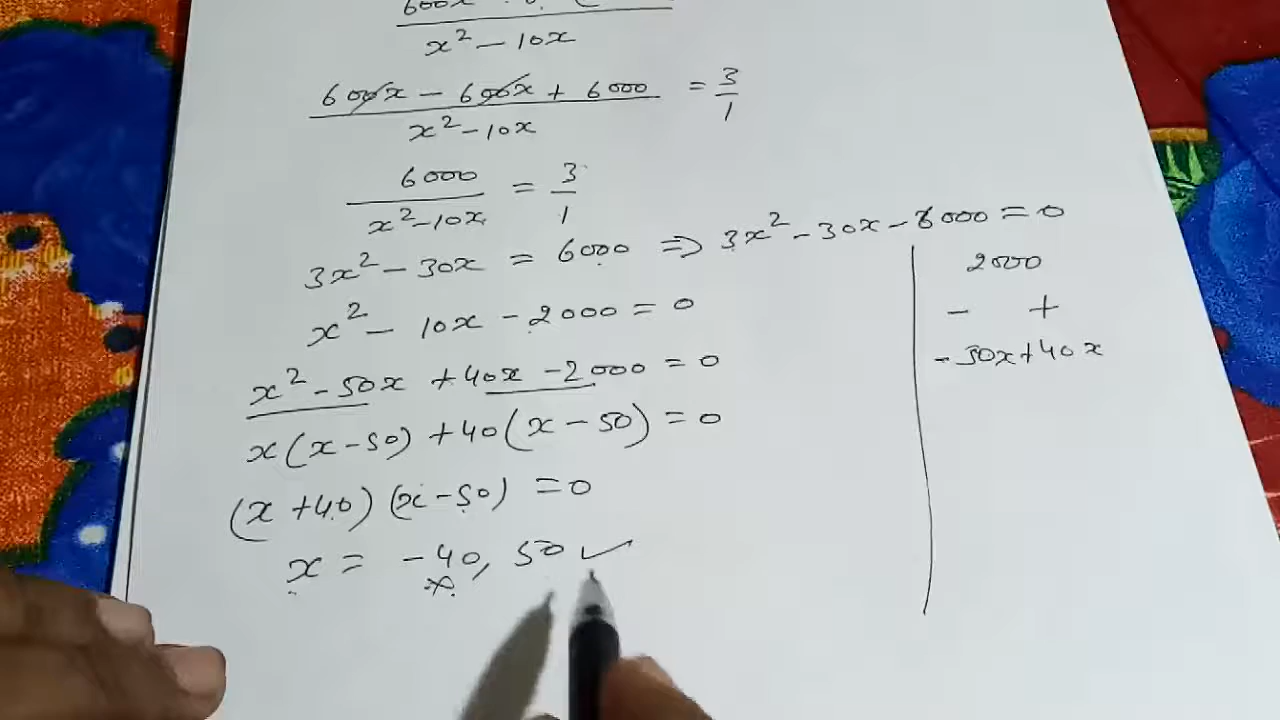 600x
x² - 10x
600x - 600x + 6000 = 3/1
x² - 10x
6000/(x² - 10x) = 3/1
3x² - 30x = 6000 ⇒ 3x² - 30x - 6000 = 0
x² - 10x - 2000 = 0
x² - 50x + 40x - 2000 = 0
x(x - 50) + 40(x - 50) = 0
(x + 40)(x - 50) = 0
x = -40, 50 ✓
×
2000
- +
- 50x + 40x